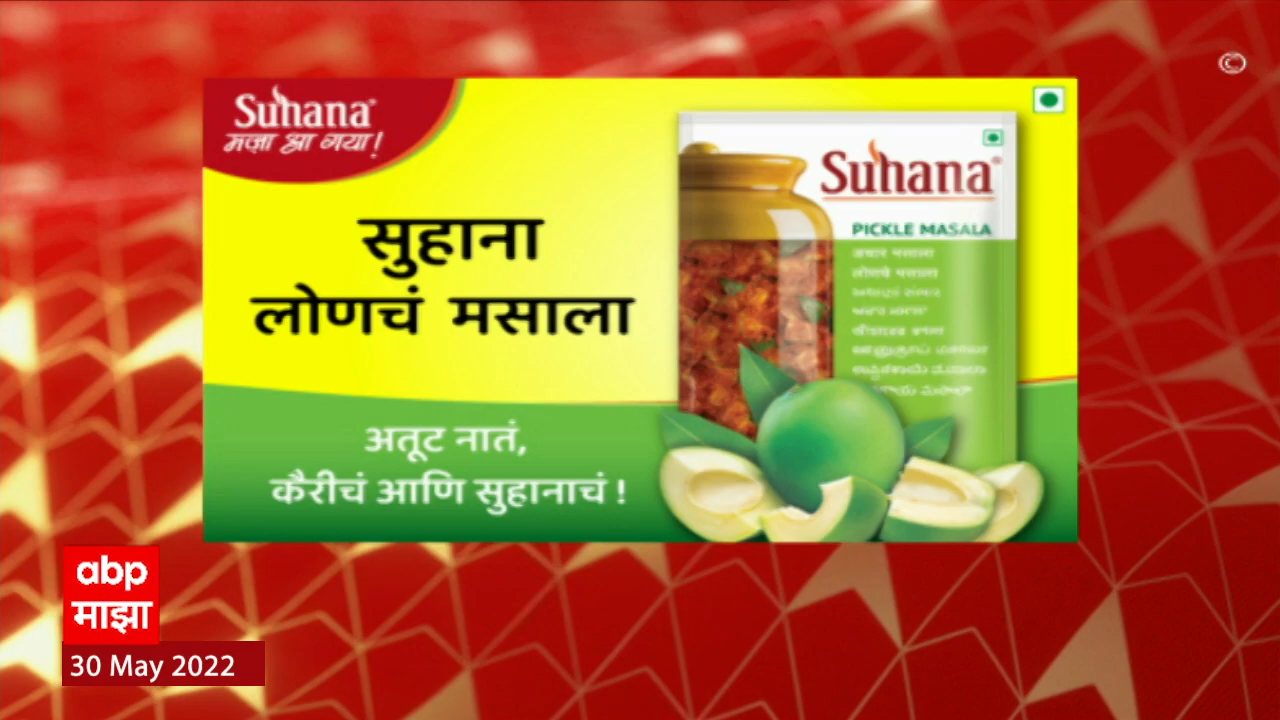 Suhana
मज़ा आ गया!
सुहाना
लोणचं मसाला
अतूट नातं,
कैरीचं आणि सुहानाचं !
Suhana
PICKLE MASALA
अचार मसाला
लोणचे मसाला
abp
माझा
30 May 2022